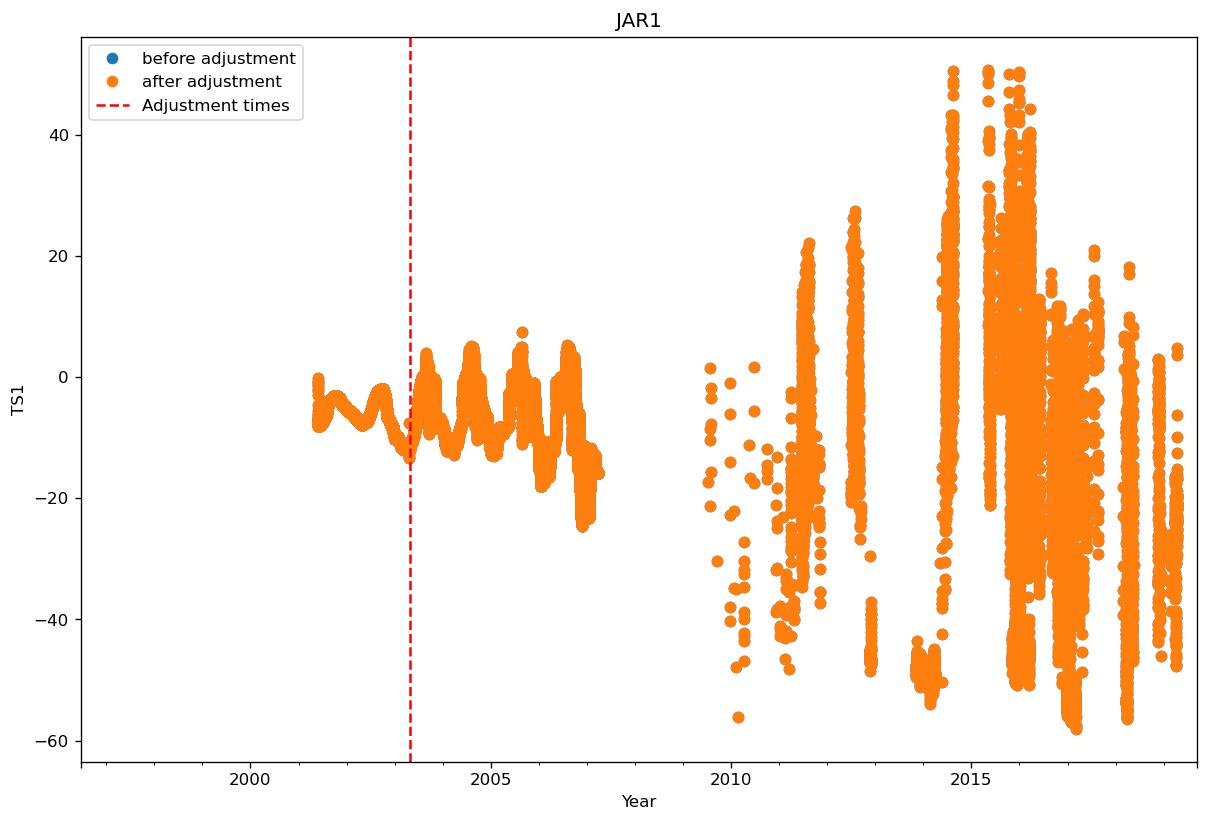 JAR1
before adjustment
after adjustment
Adjustment times
40
20
0
−20
−40
−60
TS1
2000 2005 2010 2015
Year